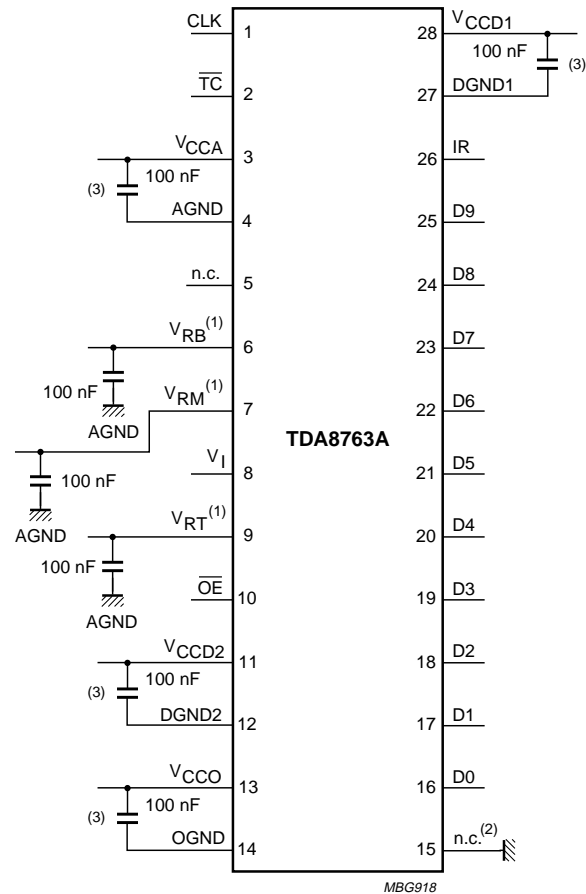 CLK 1
TC 2
VCCA 3
100 nF
(3)
AGND 4
n.c. 5
VRB(1) 6
100 nF
AGND
VRM(1) 7
100 nF
AGND
VI 8
VRT(1) 9
100 nF
AGND
OE 10
VCCD2 11
100 nF
(3)
DGND2 12
VCCO 13
100 nF
(3)
OGND 14
TDA8763A
28 VCCD1
100 nF
(3)
27 DGND1
26 IR
25 D9
24 D8
23 D7
22 D6
21 D5
20 D4
19 D3
18 D2
17 D1
16 D0
15 n.c.(2)
MBG918